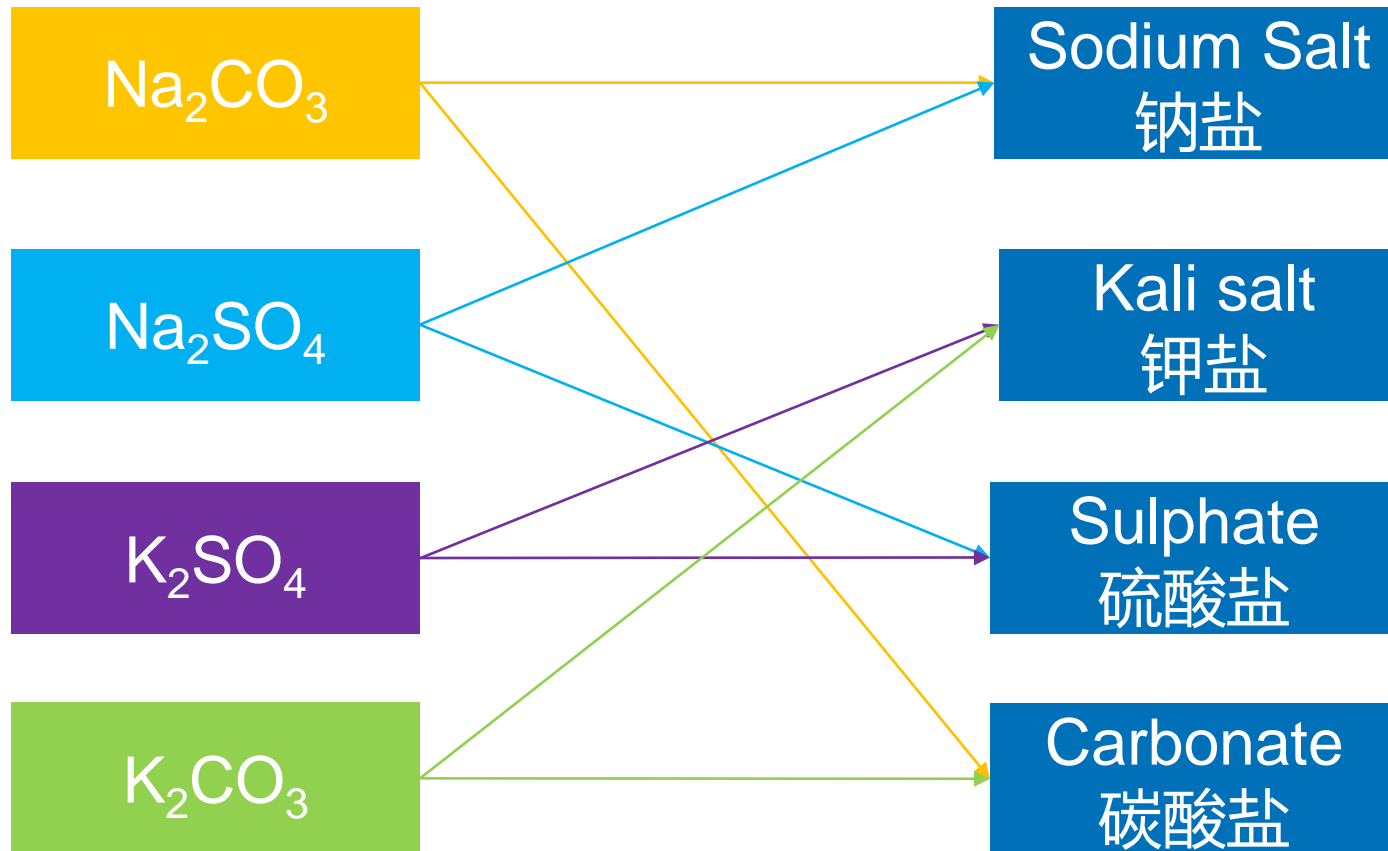 Na₂CO₃
Sodium Salt
钠盐
Na₂SO₄
Kali salt
钾盐
K₂SO₄
Sulphate
硫酸盐
K₂CO₃
Carbonate
碳酸盐